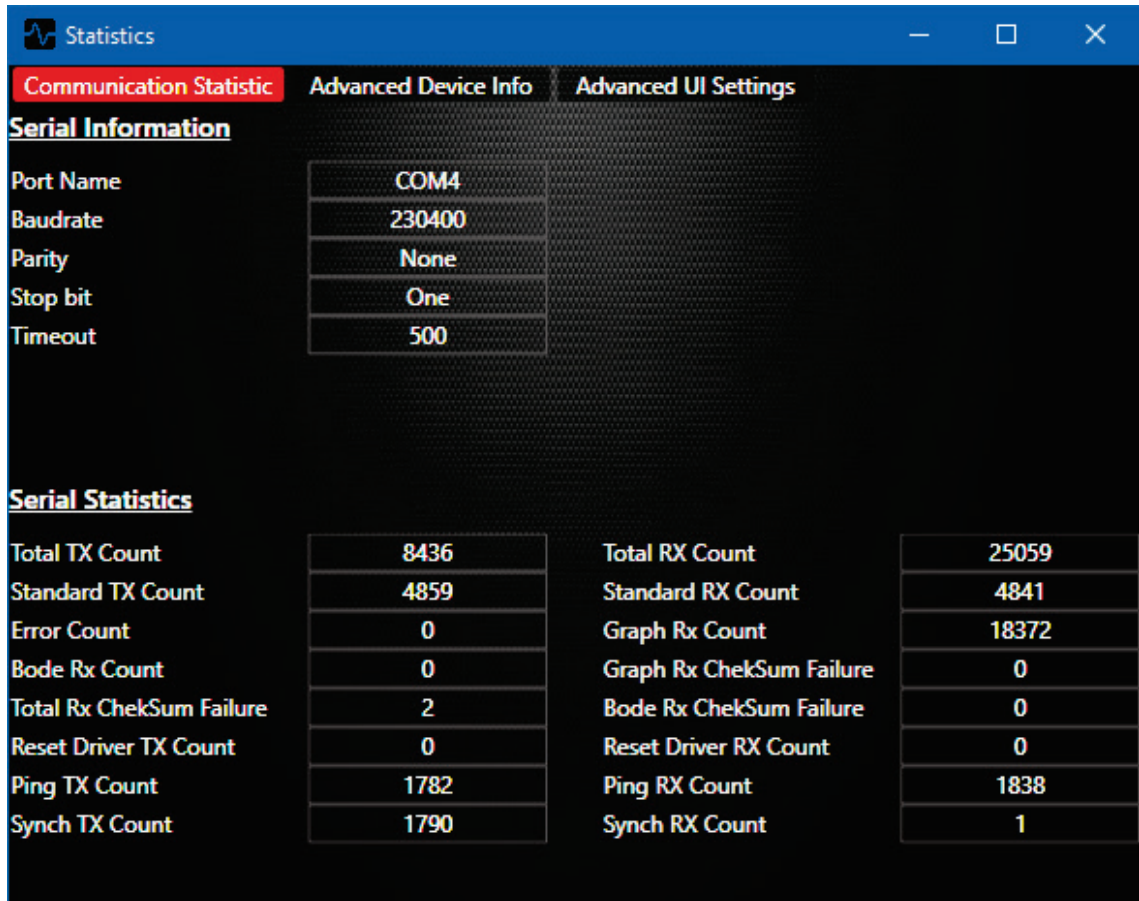 Statistics
Communication Statistic Advanced Device Info Advanced UI Settings
Serial Information
Port Name COM4
Baudrate 230400
Parity None
Stop bit One
Timeout 500
Serial Statistics
Total TX Count 8436 Total RX Count 25059
Standard TX Count 4859 Standard RX Count 4841
Error Count 0 Graph Rx Count 18372
Bode Rx Count 0 Graph Rx ChekSum Failure 0
Total Rx ChekSum Failure 2 Bode Rx ChekSum Failure 0
Reset Driver TX Count 0 Reset Driver RX Count 0
Ping TX Count 1782 Ping RX Count 1838
Synch TX Count 1790 Synch RX Count 1